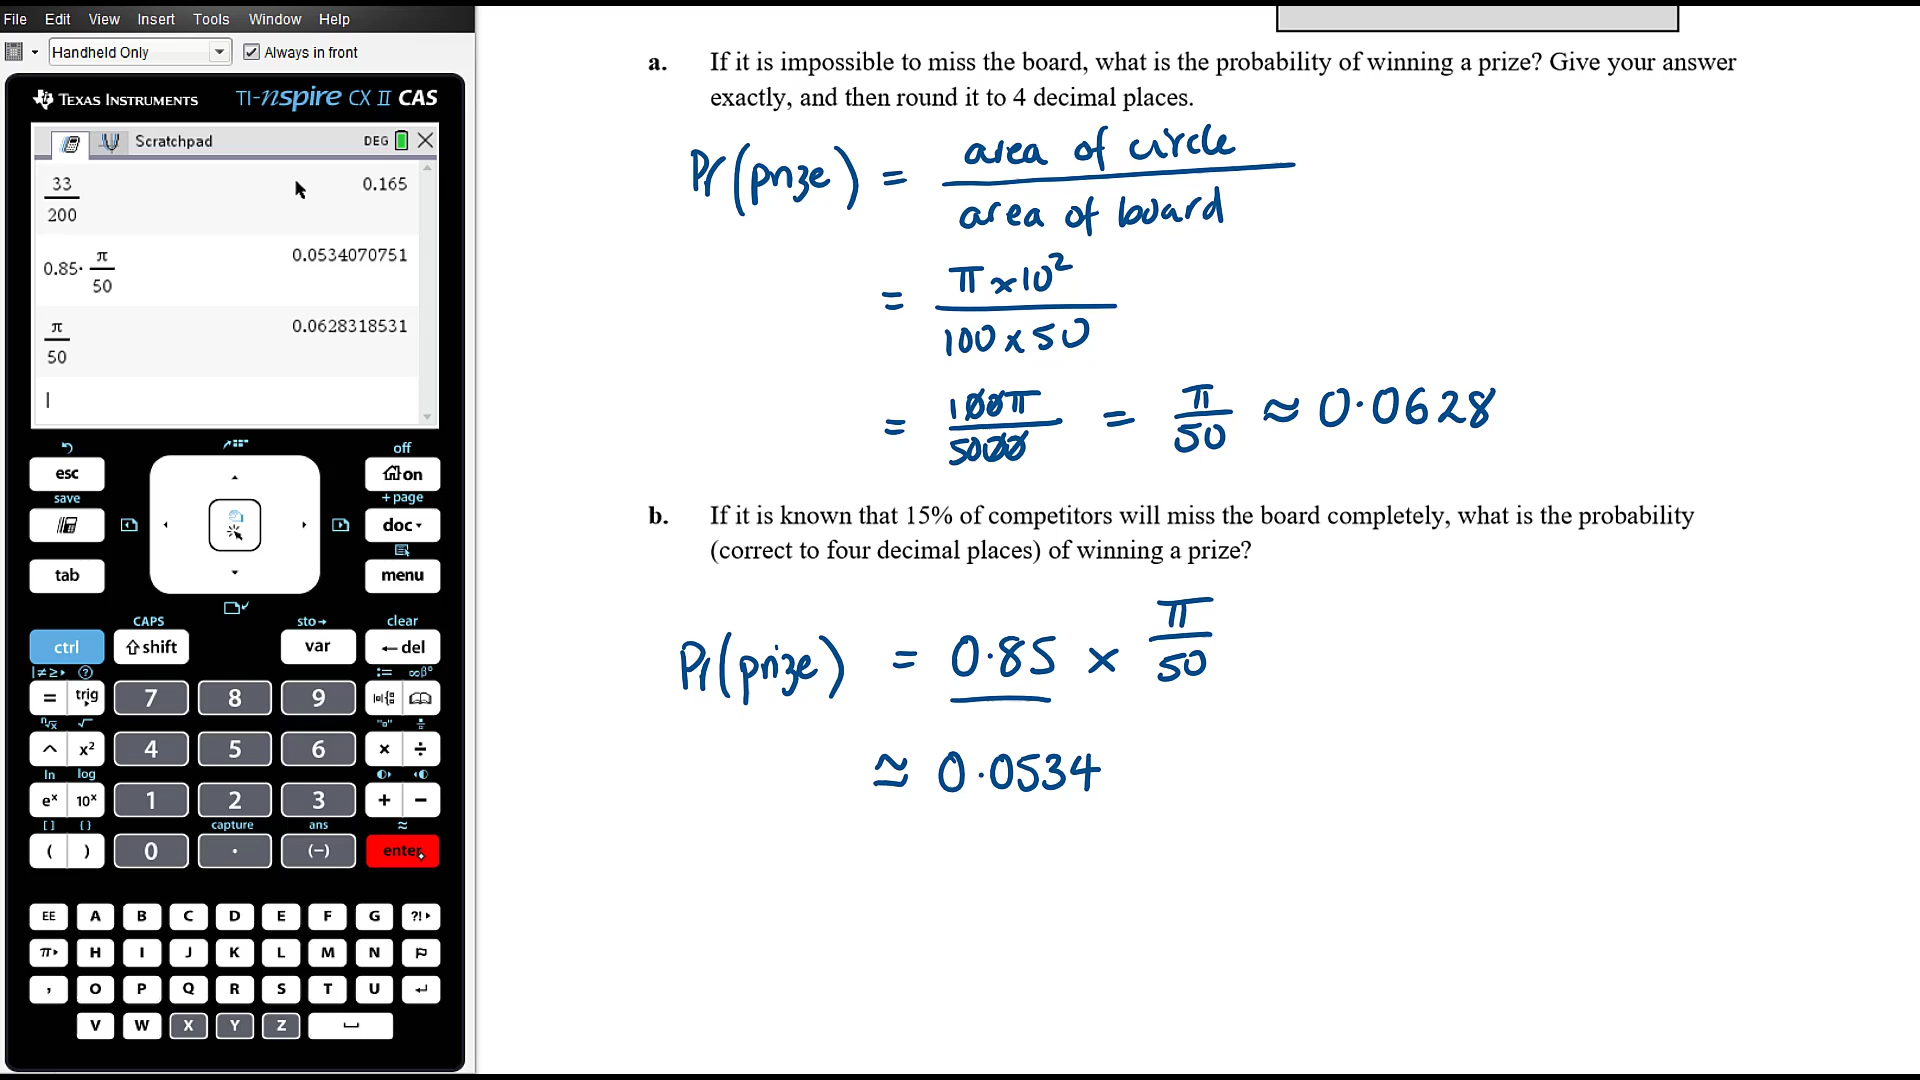 File Edit View Insert Tools Window Help
Handheld Only Always in front
TEXAS INSTRUMENTS TI-nspire CX II CAS
Scratchpad DEG
33/200 0.165
0.85·π/50 0.0534070751
π/50 0.0628318531
off
esc on
save +page
doc
tab menu
CAPS sto→ clear
ctrl shift var ←del
|≠≥▸ ? := ∞β°
= trig 7 8 9
ⁿ√x √ "□"
^ x² 4 5 6 × ÷
ln log
eˣ 10ˣ 1 2 3 + −
[ ] { } capture ans ≈
( ) 0 . (−) enter
EE A B C D E F G ?!▸
π▸ H I J K L M N
, O P Q R S T U ↵
V W X Y Z
a. If it is impossible to miss the board, what is the probability of winning a prize? Give your answer
exactly, and then round it to 4 decimal places.
Pr(prize) = area of circle / area of board
= π×10² / 100×50
= 100π/5000 = π/50 ≈ 0.0628
b. If it is known that 15% of competitors will miss the board completely, what is the probability
(correct to four decimal places) of winning a prize?
Pr(prize) = 0.85 × π/50
≈ 0.0534